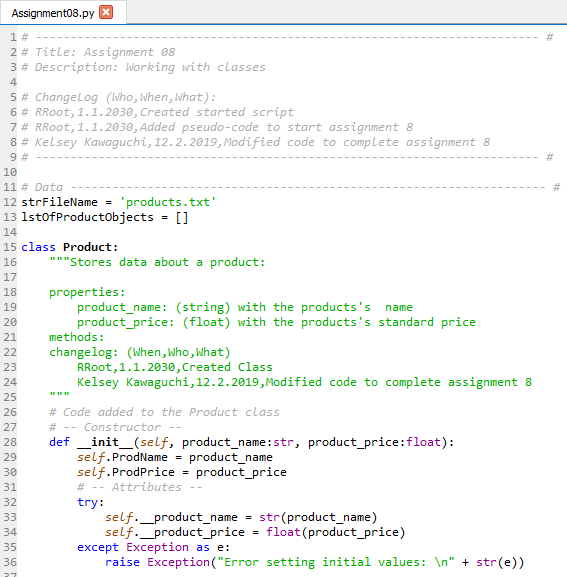 Assignment08.py
1 # ----------------------------------------------------------------------- #
2 # Title: Assignment 08
3 # Description: Working with classes
4
5 # ChangeLog (Who,When,What):
6 # RRoot,1.1.2030,Created started script
7 # RRoot,1.1.2030,Added pseudo-code to start assignment 8
8 # Kelsey Kawaguchi,12.2.2019,Modified code to complete assignment 8
9 # ----------------------------------------------------------------------- #
10
11 # Data -------------------------------------------------------------------- #
12 strFileName = 'products.txt'
13 lstOfProductObjects = []
14
15 class Product:
16     """Stores data about a product:
17
18     properties:
19         product_name: (string) with the products's  name
20         product_price: (float) with the products's standard price
21     methods:
22     changelog: (When,Who,What)
23         RRoot,1.1.2030,Created Class
24         Kelsey Kawaguchi,12.2.2019,Modified code to complete assignment 8
25     """
26     # Code added to the Product class
27     # -- Constructor --
28     def __init__(self, product_name:str, product_price:float):
29         self.ProdName = product_name
30         self.ProdPrice = product_price
31         # -- Attributes --
32         try:
33             self.__product_name = str(product_name)
34             self.__product_price = float(product_price)
35         except Exception as e:
36             raise Exception("Error setting initial values: \n" + str(e))
37